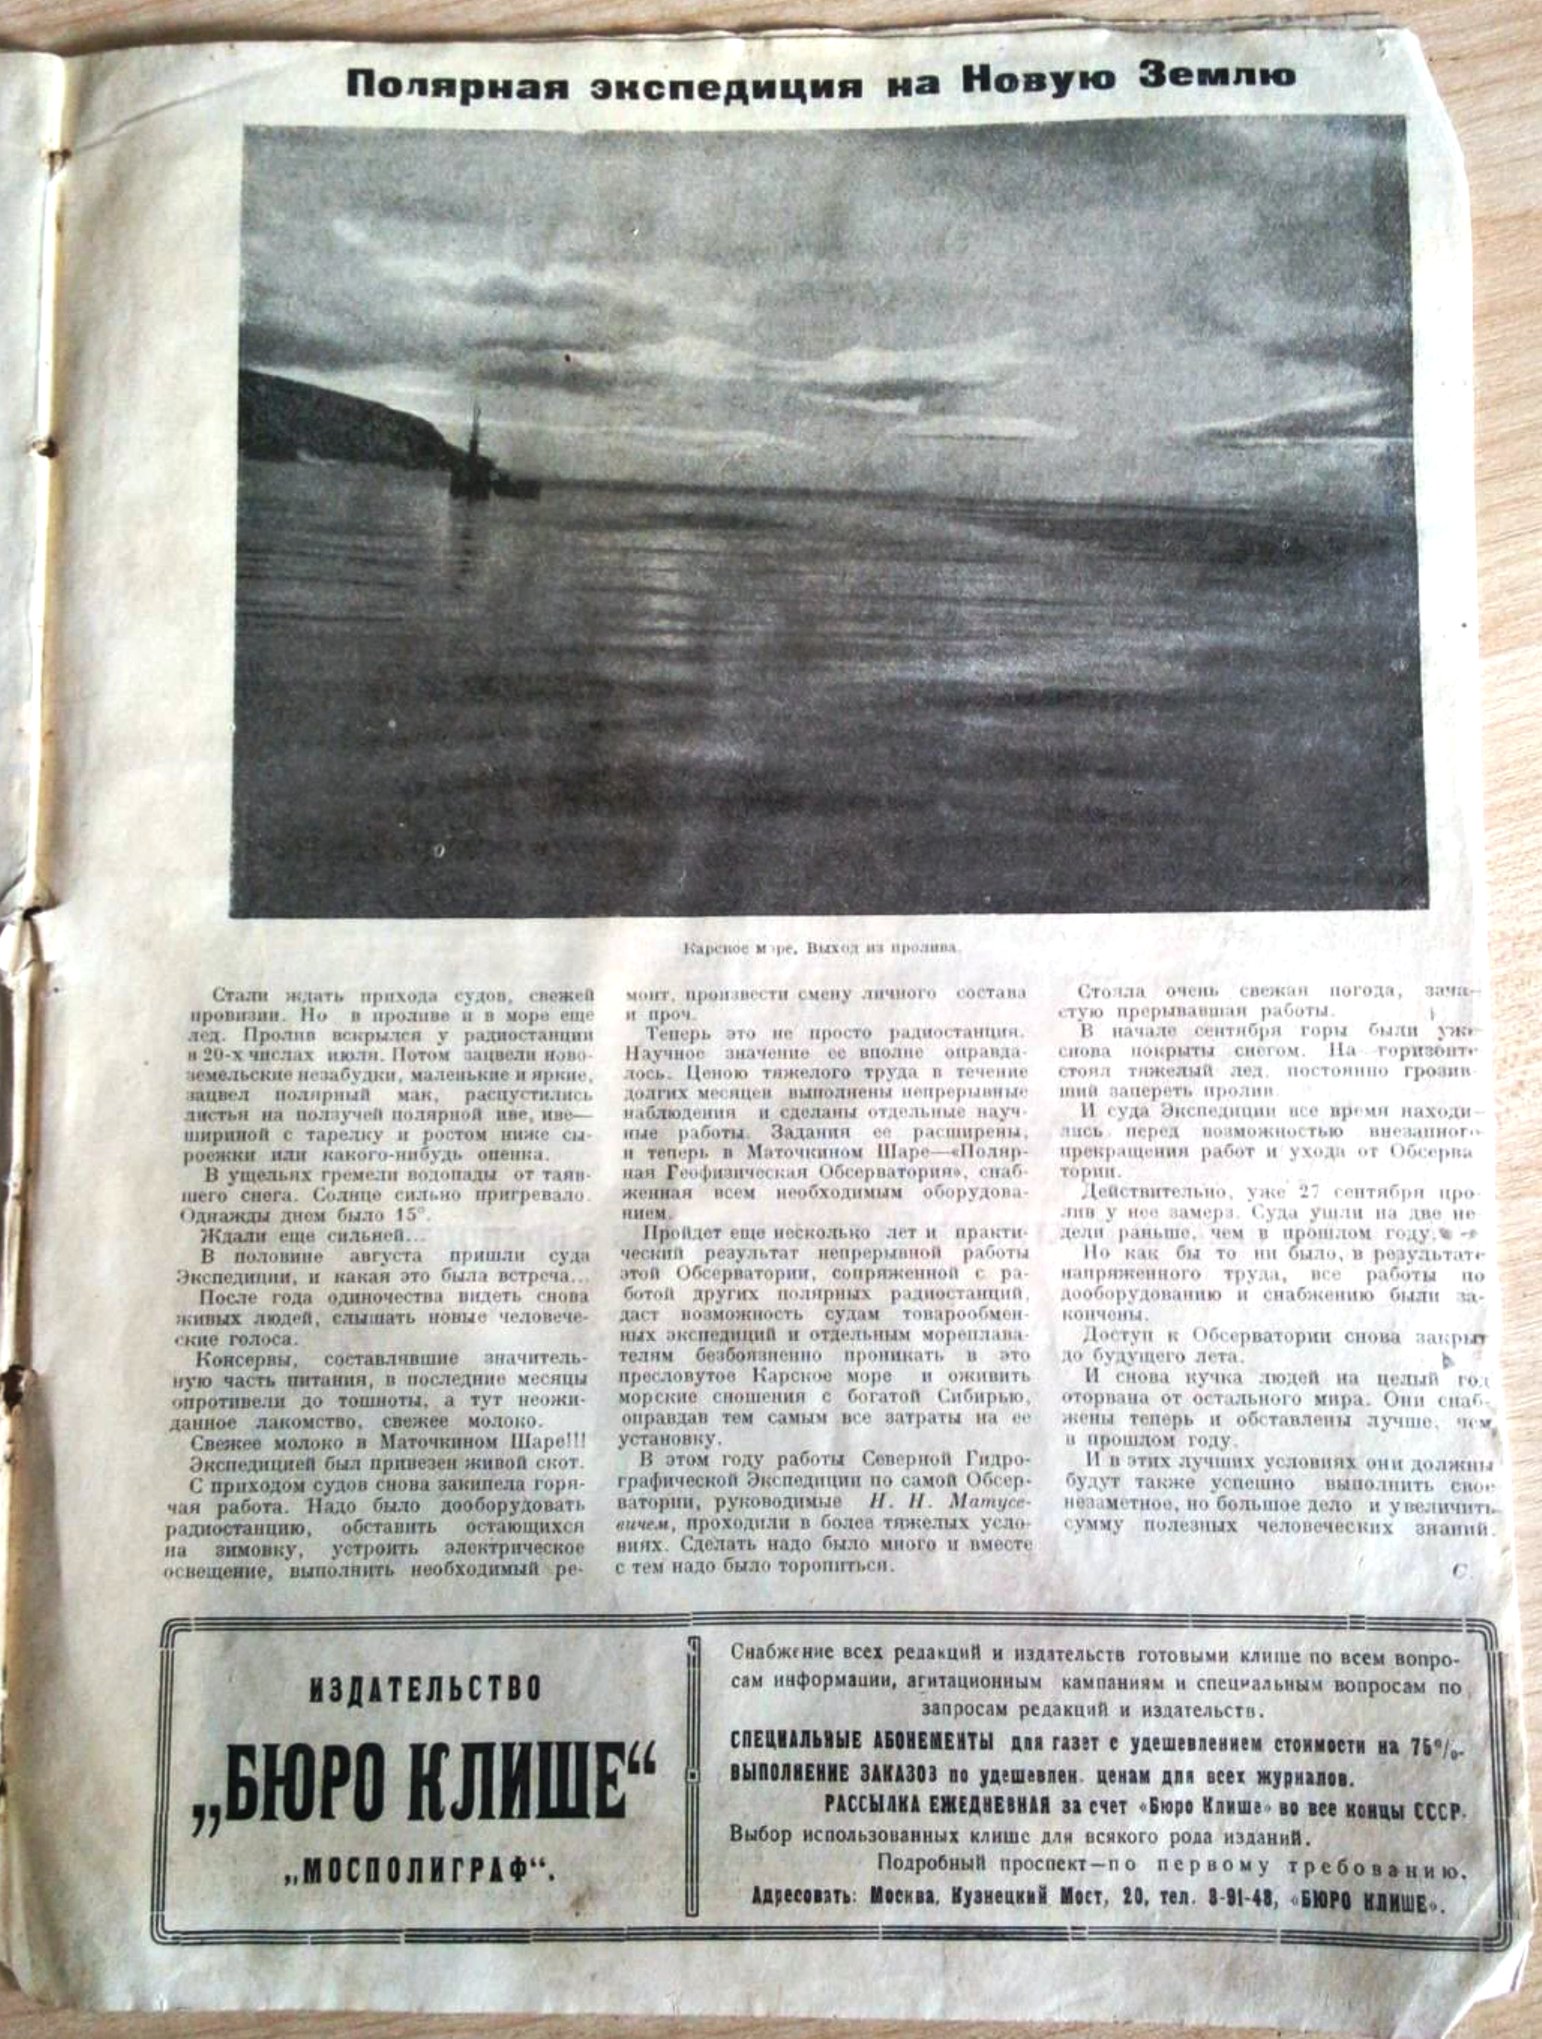 Полярная экспедиция на Новую Землю
Карское море. Выход из пролива.
Стали ждать прихода судов, свежей
провизии. Но в проливе и в море еще
лед. Пролив вскрылся у радиостанции
в 20-х числах июля. Потом зацвели ново-
земельские незабудки, маленькие и яркие,
зацвел полярный мак, распустились
листья на ползучей полярной иве, иве—
шириной с тарелку и ростом ниже сы-
роежки или какого-нибудь опенка.
В ущельях гремели водопады от таяв-
шего снега. Солнце сильно пригревало.
Однажды днем было 15°.
Ждали еще сильней...
В половине августа пришли суда
Экспедиции, и какая это была встреча...
После года одиночества видеть снова
живых людей, слышать новые человече-
ские голоса.
Консервы, составлявшие значитель-
ную часть питания, в последние месяцы
опротивели до тошноты, а тут неожи-
данное лакомство, свежее молоко.
Свежее молоко в Маточкином Шаре!!!
Экспедицией был привезен живой скот.
С приходом судов снова закипела горя-
чая работа. Надо было дооборудовать
радиостанцию, обставить остающихся
на зимовку, устроить электрическое
освещение, выполнить необходимый ре-
монт, произвести смену личного состава
и проч.
Теперь это не просто радиостанция.
Научное значение ее вполне оправда-
лось. Ценою тяжелого труда в течение
долгих месяцев выполнены непрерывные
наблюдения и сделаны отдельные науч-
ные работы. Задания ее расширены,
и теперь в Маточкином Шаре—«Поляр-
ная Геофизическая Обсерватория», снаб-
женная всем необходимым оборудова-
нием.
Пройдет еще несколько лет и практи-
ческий результат непрерывной работы
этой Обсерватории, сопряженной с ра-
ботой других полярных радиостанций,
даст возможность судам товарообмен-
ных экспедиций и отдельным мореплава-
телям безбоязненно проникать в это
пресловутое Карское море и оживить
морские сношения с богатой Сибирью,
оправдав тем самым все затраты на ее
установку.
В этом году работы Северной Гидро-
графической Экспедиции по самой Обсер-
ватории, руководимые Н. Н. Матусе-
вичем, проходили в более тяжелых усло-
виях. Сделать надо было много и вместе
с тем надо было торопиться.
Стояла очень свежая погода, зача-
стую прерывавшая работы.
В начале сентября горы были уже
снова покрыты снегом. На горизонте
стоял тяжелый лед, постоянно грозив
ший запереть пролив.
И суда Экспедиции все время находи-
лись перед возможностью внезапного
прекращения работ и ухода от Обсерва
тории.
Действительно, уже 27 сентября про-
лив у нее замерз. Суда ушли на две не-
дели раньше, чем в прошлом году.
Но как бы то ни было, в результате
напряженного труда, все работы по
дооборудованию и снабжению были за-
кончены.
Доступ к Обсерватории снова закрыт
до будущего лета.
И снова кучка людей на целый год
оторвана от остального мира. Они снаб-
жены теперь и обставлены лучше, чем
в прошлом году.
И в этих лучших условиях они должны
будут также успешно выполнить свое
незаметное, но большое дело и увеличить
сумму полезных человеческих знаний.
С.
ИЗДАТЕЛЬСТВО
„БЮРО КЛИШЕ“
„МОСПОЛИГРАФ“.
Снабжение всех редакций и издательств готовыми клише по всем вопро-
сам информации, агитационным кампаниям и специальным вопросам по
запросам редакций и издательств.
СПЕЦИАЛЬНЫЕ АБОНЕМЕНТЫ для газет с удешевлением стоимости на 75%.
ВЫПОЛНЕНИЕ ЗАКАЗОЗ по удешевлен. ценам для всех журналов.
РАССЫЛКА ЕЖЕДНЕВНАЯ за счет «Бюро Клише» во все концы СССР.
Выбор использованных клише для всякого рода изданий.
Подробный проспект—по первому требованию.
Адресовать: Москва, Кузнецкий Мост, 20, тел. 3-91-48, «БЮРО КЛИШЕ».